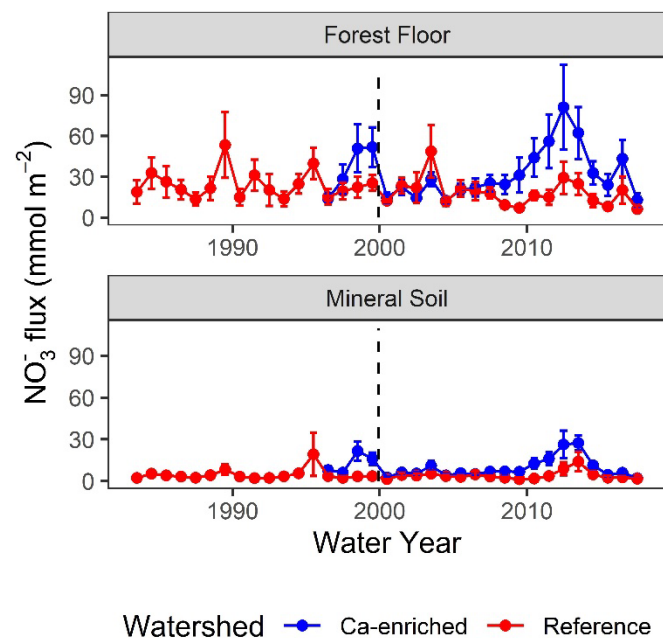 Forest Floor
NO₃⁻ flux (mmol m⁻²)
90
60
30
0
1990
2000
2010
Mineral Soil
90
60
30
0
1990
2000
2010
Water Year
Watershed Ca-enriched Reference